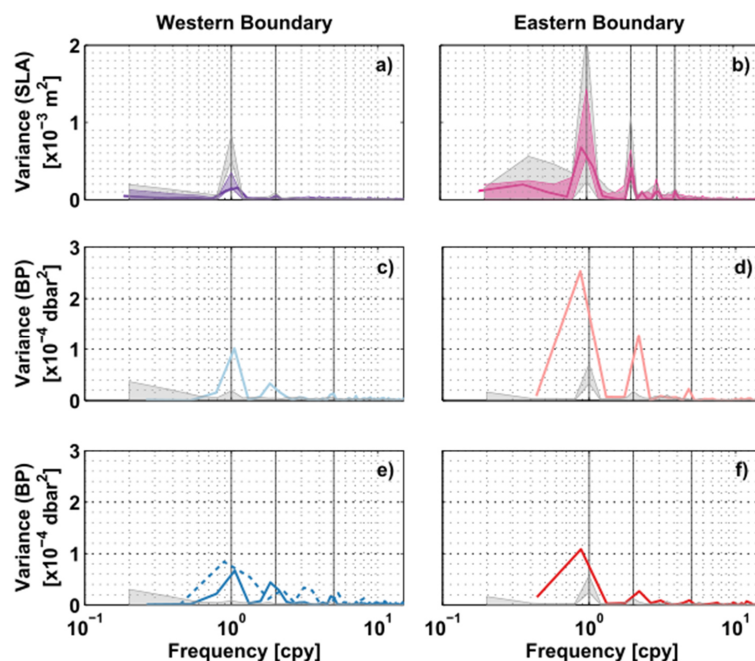 Western Boundary Eastern Boundary
Variance (SLA)
[x10⁻³ m²]
2
1
0
a) b)
Variance (BP)
[x10⁻⁴ dbar²]
3
2
1
0
c) d)
Variance (BP)
[x10⁻⁴ dbar²]
3
2
1
0
e) f)
10⁻¹ 10⁰ 10¹ 10⁻¹ 10⁰ 10¹
Frequency [cpy] Frequency [cpy]